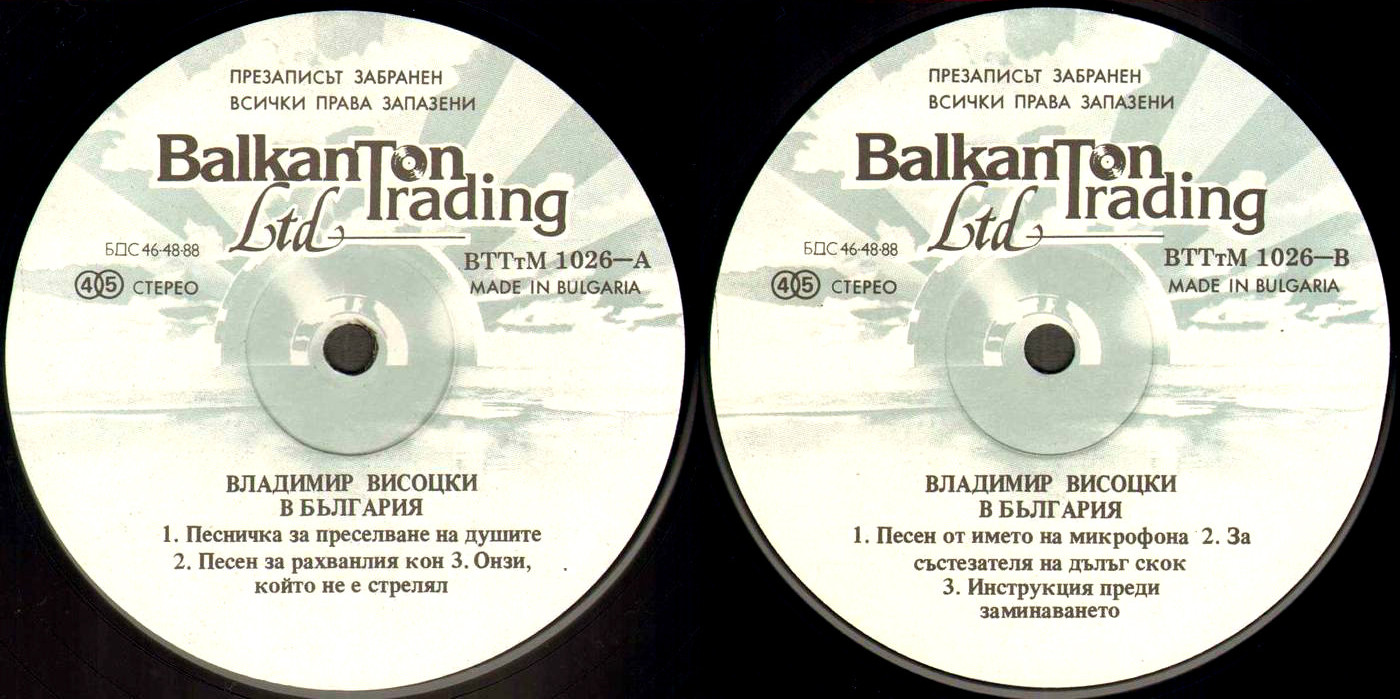 ПРЕЗАПИСЪТ ЗАБРАНЕН
ВСИЧКИ ПРАВА ЗАПАЗЕНИ
BalkanTon
Trading
Ltd
БДС 46-48-88
ВТТтМ 1026—А
45 СТЕРЕО
MADE IN BULGARIA
ВЛАДИМИР ВИСОЦКИ
В БЪЛГАРИЯ
1. Песничка за преселване на душите
2. Песен за рахванлия кон 3. Онзи,
който не е стрелял
ПРЕЗАПИСЪТ ЗАБРАНЕН
ВСИЧКИ ПРАВА ЗАПАЗЕНИ
BalkanTon
Trading
Ltd
БДС 46-48-88
ВТТтМ 1026—В
45 СТЕРЕО
MADE IN BULGARIA
ВЛАДИМИР ВИСОЦКИ
В БЪЛГАРИЯ
1. Песен от името на микрофона 2. За
състезателя на дълъг скок
3. Инструкция преди
заминаването